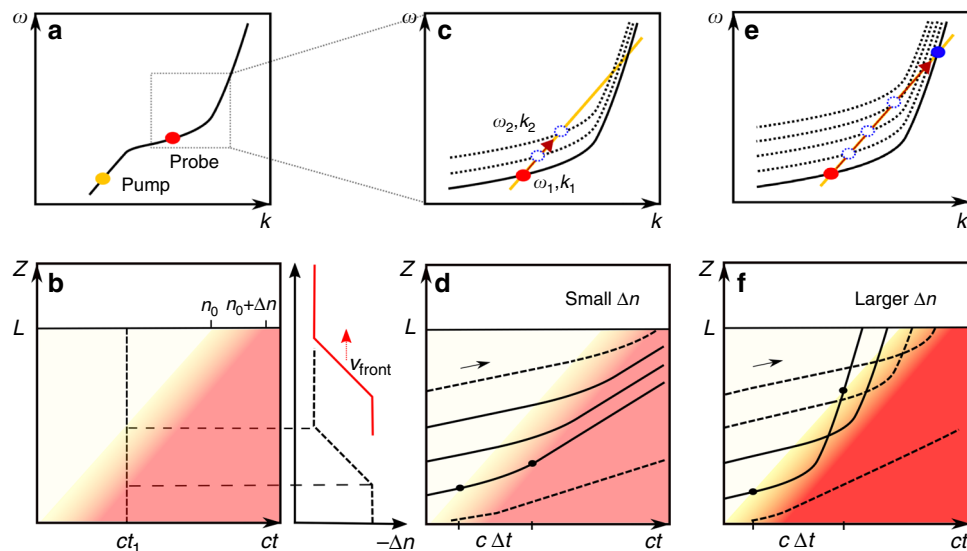 ω
a
Probe
Pump
k
ω
c
ω₂,k₂
ω₁,k₁
k
ω
e
k
Z
b
n₀ n₀+Δn
L
ct₁
ct
v_front
−Δn
Z
d
Small Δn
L
c Δt
ct
Z
f
Larger Δn
L
c Δt
ct